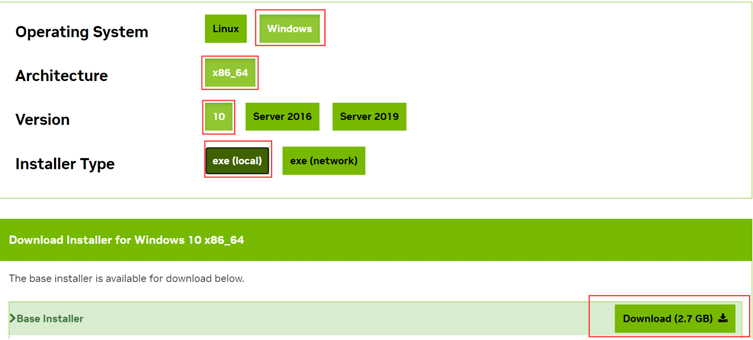 Operating System Linux Windows
Architecture x86_64
Version 10 Server 2016 Server 2019
Installer Type exe (local) exe (network)
Download Installer for Windows 10 x86_64
The base installer is available for download below.
Base Installer Download (2.7 GB)